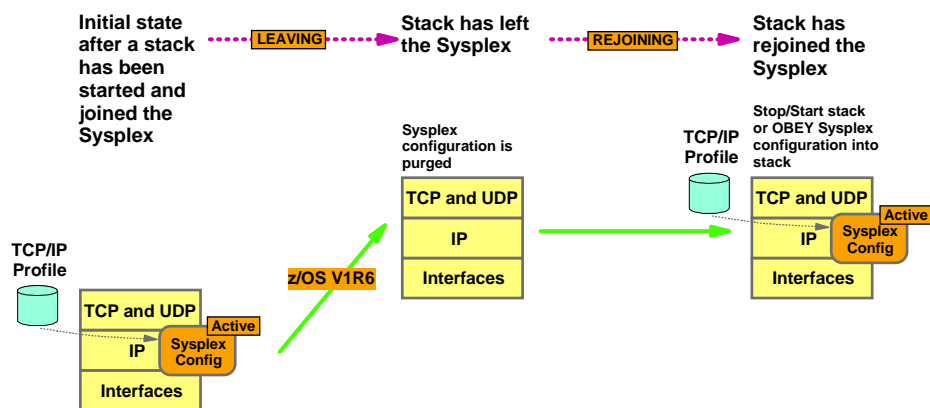 Initial state
after a stack
has been
started and
joined the
Sysplex
LEAVING
Stack has left
the Sysplex
REJOINING
Stack has
rejoined the
Sysplex
Sysplex
configuration is
purged
TCP and UDP
IP
Interfaces
TCP/IP
Profile
Stop/Start stack
or OBEY Sysplex
configuration into
stack
TCP and UDP
IP
Interfaces
Active
Sysplex
Config
z/OS V1R6
TCP/IP
Profile
TCP and UDP
IP
Interfaces
Active
Sysplex
Config